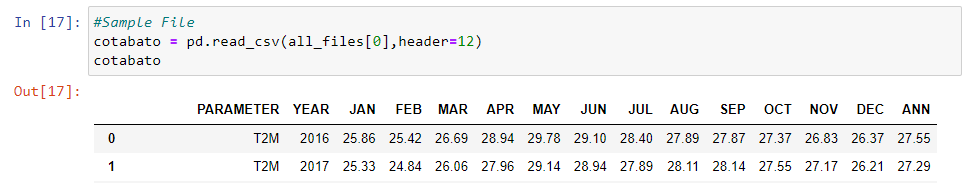 In [17]: #Sample File
cotabato = pd.read_csv(all_files[0],header=12)
cotabato
Out[17]:
PARAMETER YEAR JAN FEB MAR APR MAY JUN JUL AUG SEP OCT NOV DEC ANN
0 T2M 2016 25.86 25.42 26.69 28.94 29.78 29.10 28.40 27.89 27.87 27.37 26.83 26.37 27.55
1 T2M 2017 25.33 24.84 26.06 27.96 29.14 28.94 27.89 28.11 28.14 27.55 27.17 26.21 27.29